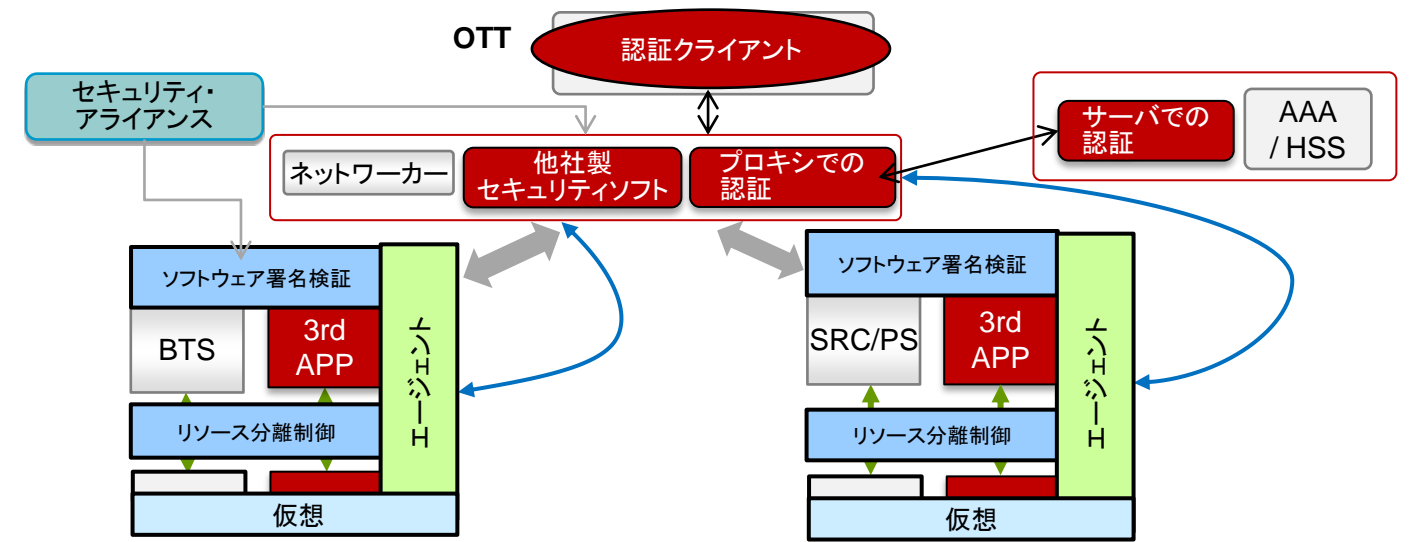 OTT
認証クライアント
セキュリティ・
アライアンス
サーバでの
認証
AAA
/ HSS
ネットワーカー
他社製
セキュリティソフト
プロキシでの
認証
ソフトウェア署名検証
BTS
3rd
APP
エージェント
リソース分離制御
仮想
ソフトウェア署名検証
SRC/PS
3rd
APP
エージェント
リソース分離制御
仮想